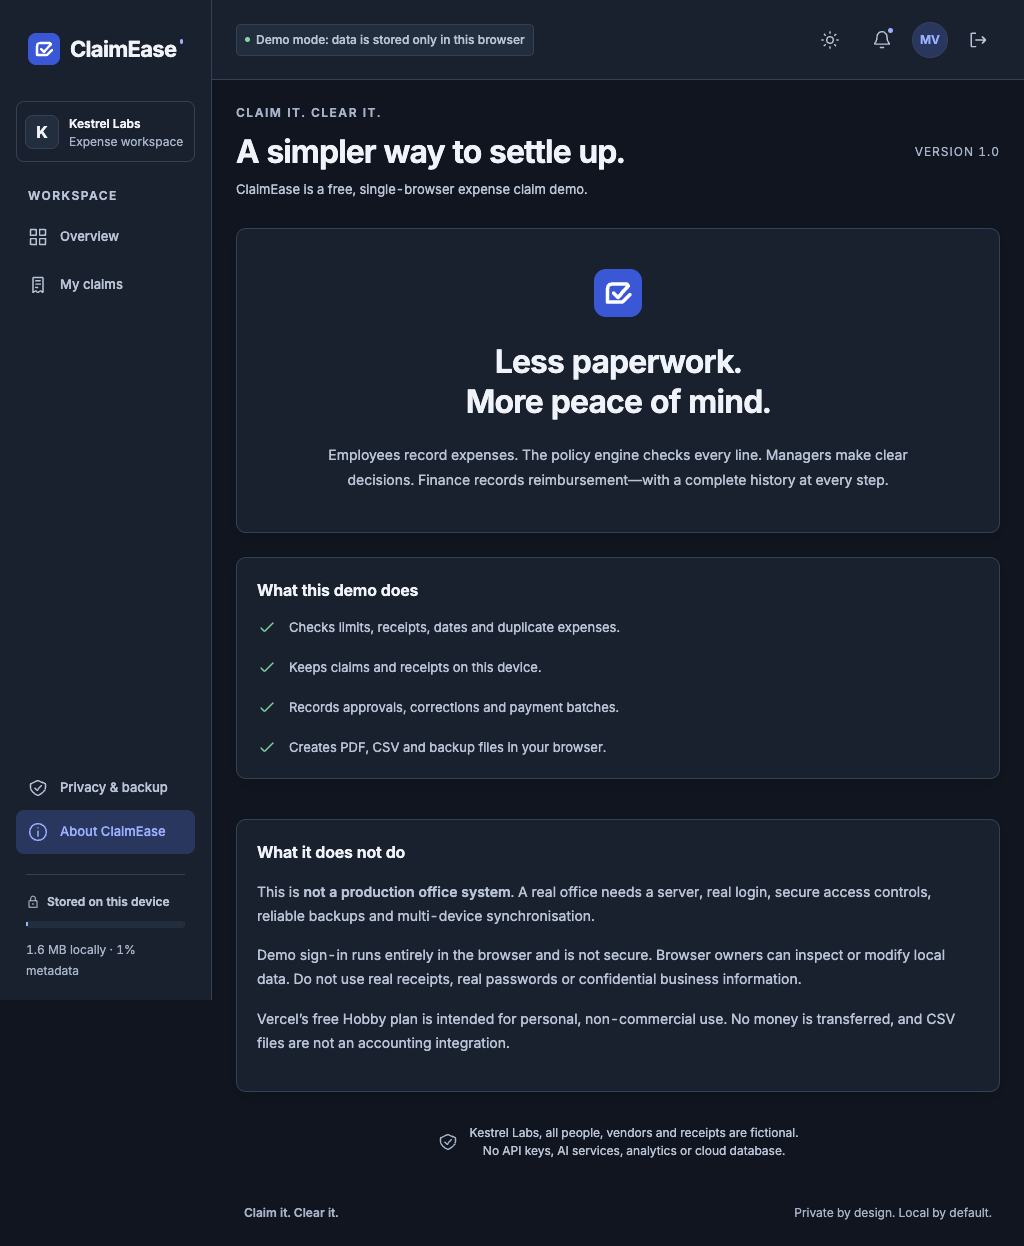 ClaimEase
K
Kestrel Labs
Expense workspace
WORKSPACE
Overview
My claims
Privacy & backup
About ClaimEase
Stored on this device
1.6 MB locally · 1%
metadata
Demo mode: data is stored only in this browser
MV
CLAIM IT. CLEAR IT.
A simpler way to settle up.
VERSION 1.0
ClaimEase is a free, single-browser expense claim demo.
Less paperwork.
More peace of mind.
Employees record expenses. The policy engine checks every line. Managers make clear
decisions. Finance records reimbursement—with a complete history at every step.
What this demo does
Checks limits, receipts, dates and duplicate expenses.
Keeps claims and receipts on this device.
Records approvals, corrections and payment batches.
Creates PDF, CSV and backup files in your browser.
What it does not do
This is not a production office system. A real office needs a server, real login, secure access controls,
reliable backups and multi-device synchronisation.
Demo sign-in runs entirely in the browser and is not secure. Browser owners can inspect or modify local
data. Do not use real receipts, real passwords or confidential business information.
Vercel’s free Hobby plan is intended for personal, non-commercial use. No money is transferred, and CSV
files are not an accounting integration.
Kestrel Labs, all people, vendors and receipts are fictional.
No API keys, AI services, analytics or cloud database.
Claim it. Clear it.
Private by design. Local by default.